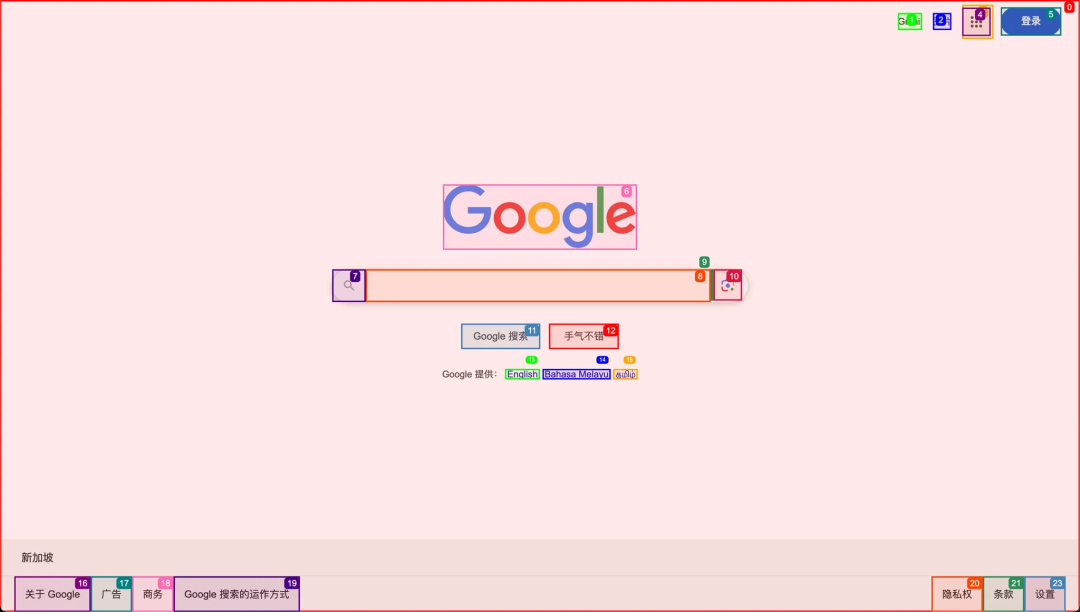 0
1
2
4
登录 5
Google 6
7
8
9
10
Google 搜索 11
手气不错 12
13 14 15
Google 提供: English Bahasa Melayu தமிழ்
新加坡
关于 Google 16
广告 17
商务 18
Google 搜索的运作方式 19
隐私权 20
条款 21
设置 23